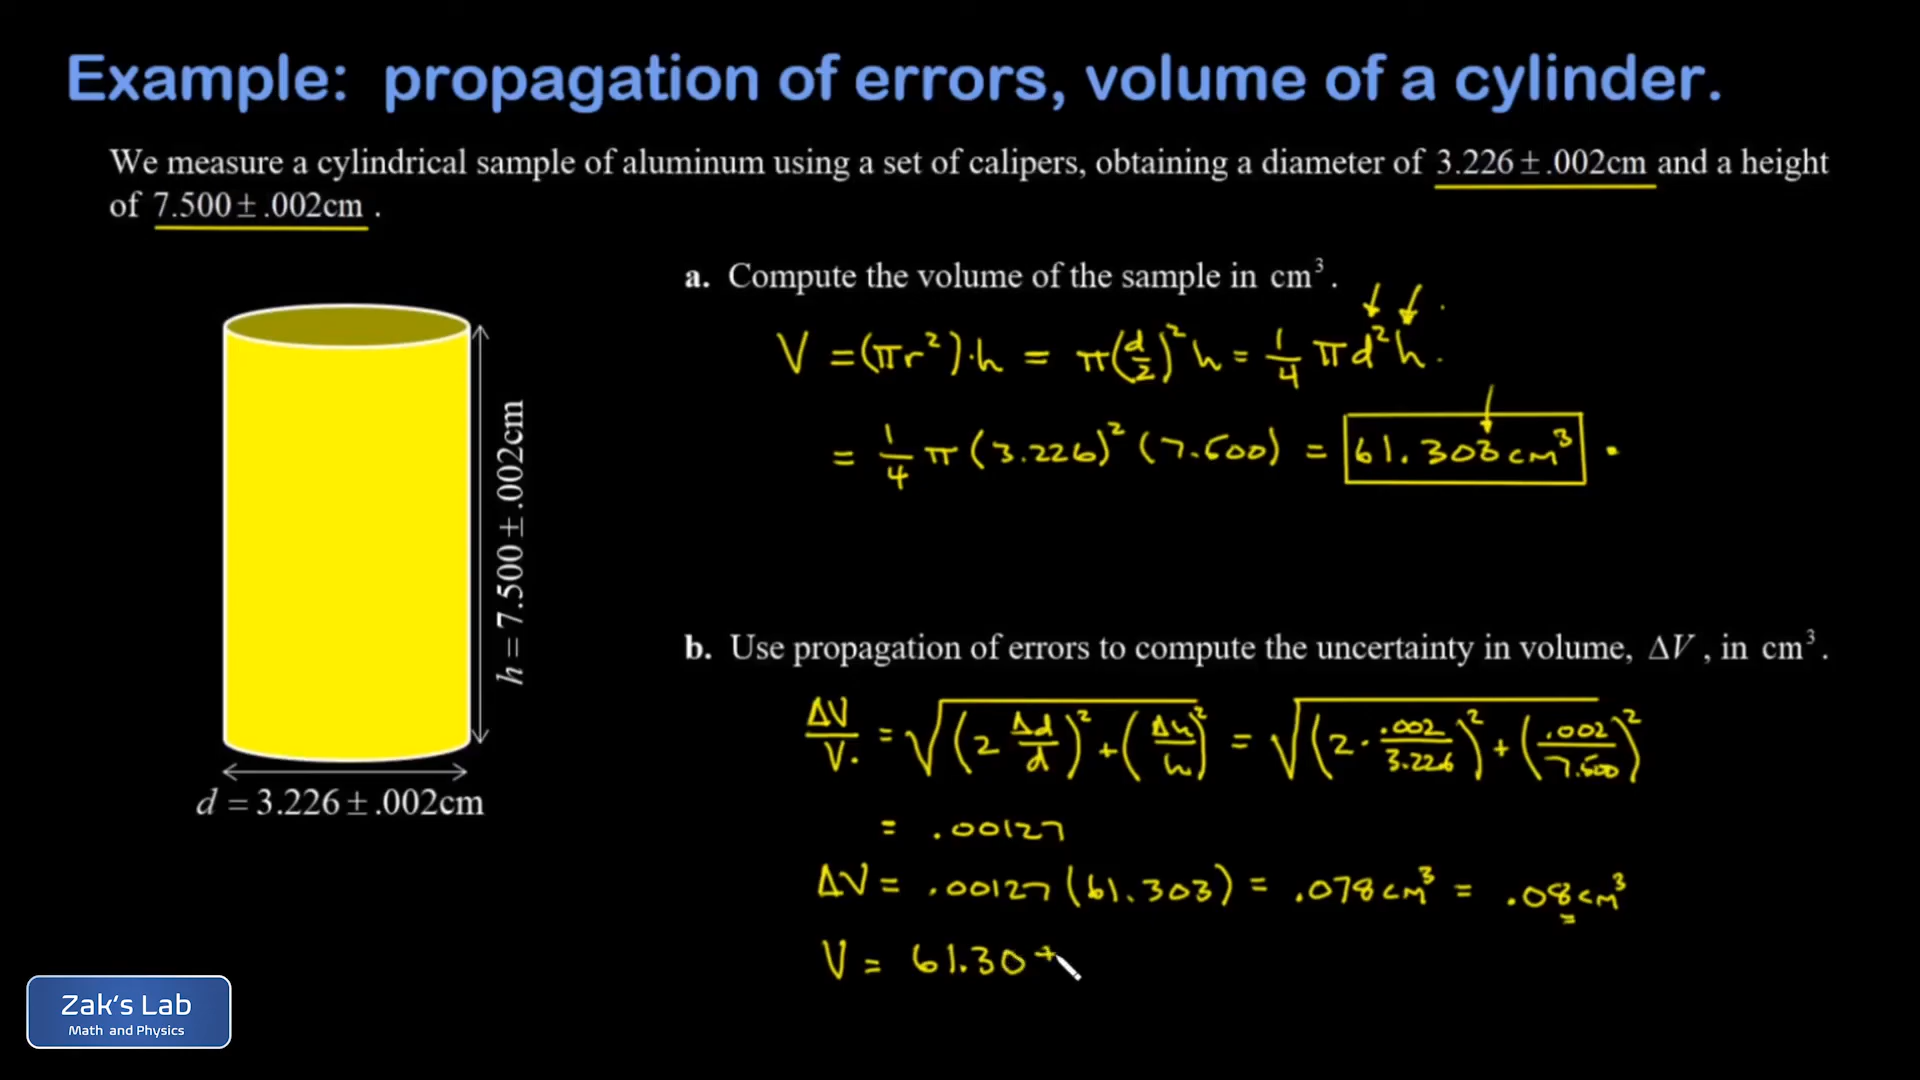 Example: propagation of errors, volume of a cylinder.
We measure a cylindrical sample of aluminum using a set of calipers, obtaining a diameter of 3.226 ± .002cm and a height
of 7.500 ± .002cm .
a. Compute the volume of the sample in cm³ .
V = (πr²)·h = π(d/2)²h = 1/4 πd²h .
= 1/4 π (3.226)² (7.500) = 61.303 cm³ .
h = 7.500 ± .002cm
d = 3.226 ± .002cm
b. Use propagation of errors to compute the uncertainty in volume, ΔV , in cm³ .
ΔV/V. = √(2 Δd/d)² + (Δh/h)² = √(2 · .002/3.226)² + (.002/7.500)²
= .00127
ΔV = .00127 (61.303) = .078 cm³ = .08 cm³
V = 61.30 +
Zak's Lab
Math and Physics